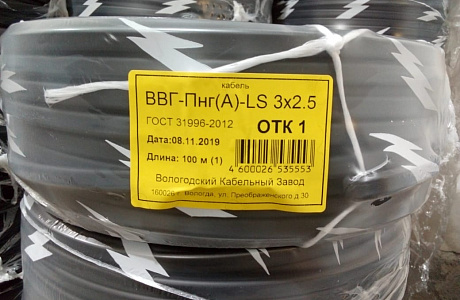 кабель
ВВГ-Пнг(А)-LS 3x2.5
ГОСТ 31996-2012
ОТК 1
Дата:08.11.2019
Длина: 100 м (1)
4 600026 535553
Вологодский Кабельный Завод
160026 г. Вологда, ул. Преображенского д 30